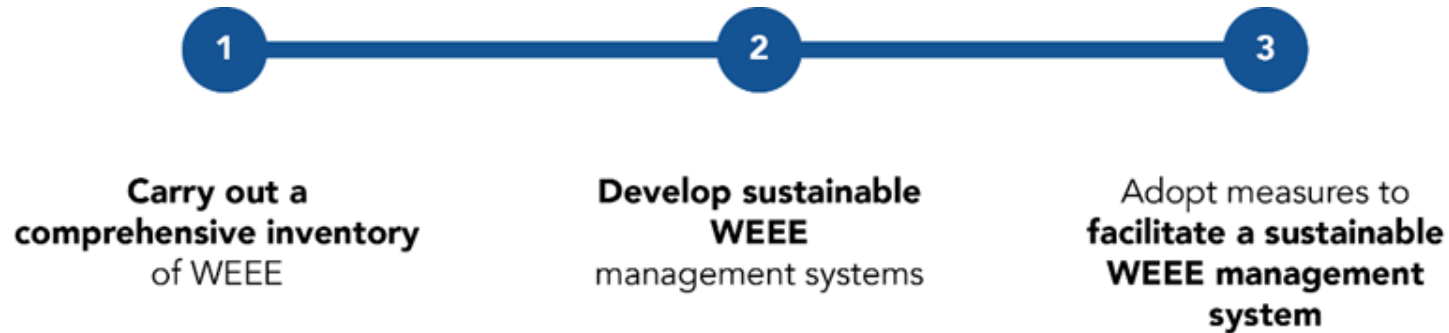 1
2
3
Carry out a
comprehensive inventory
of WEEE
Develop sustainable
WEEE
management systems
Adopt measures to
facilitate a sustainable
WEEE management
system